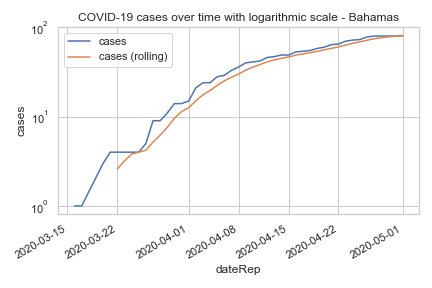 COVID-19 cases over time with logarithmic scale - Bahamas
cases
cases (rolling)
10²
10¹
10⁰
cases
2020-03-15
2020-03-22
2020-04-01
2020-04-08
2020-04-15
2020-04-22
2020-05-01
dateRep